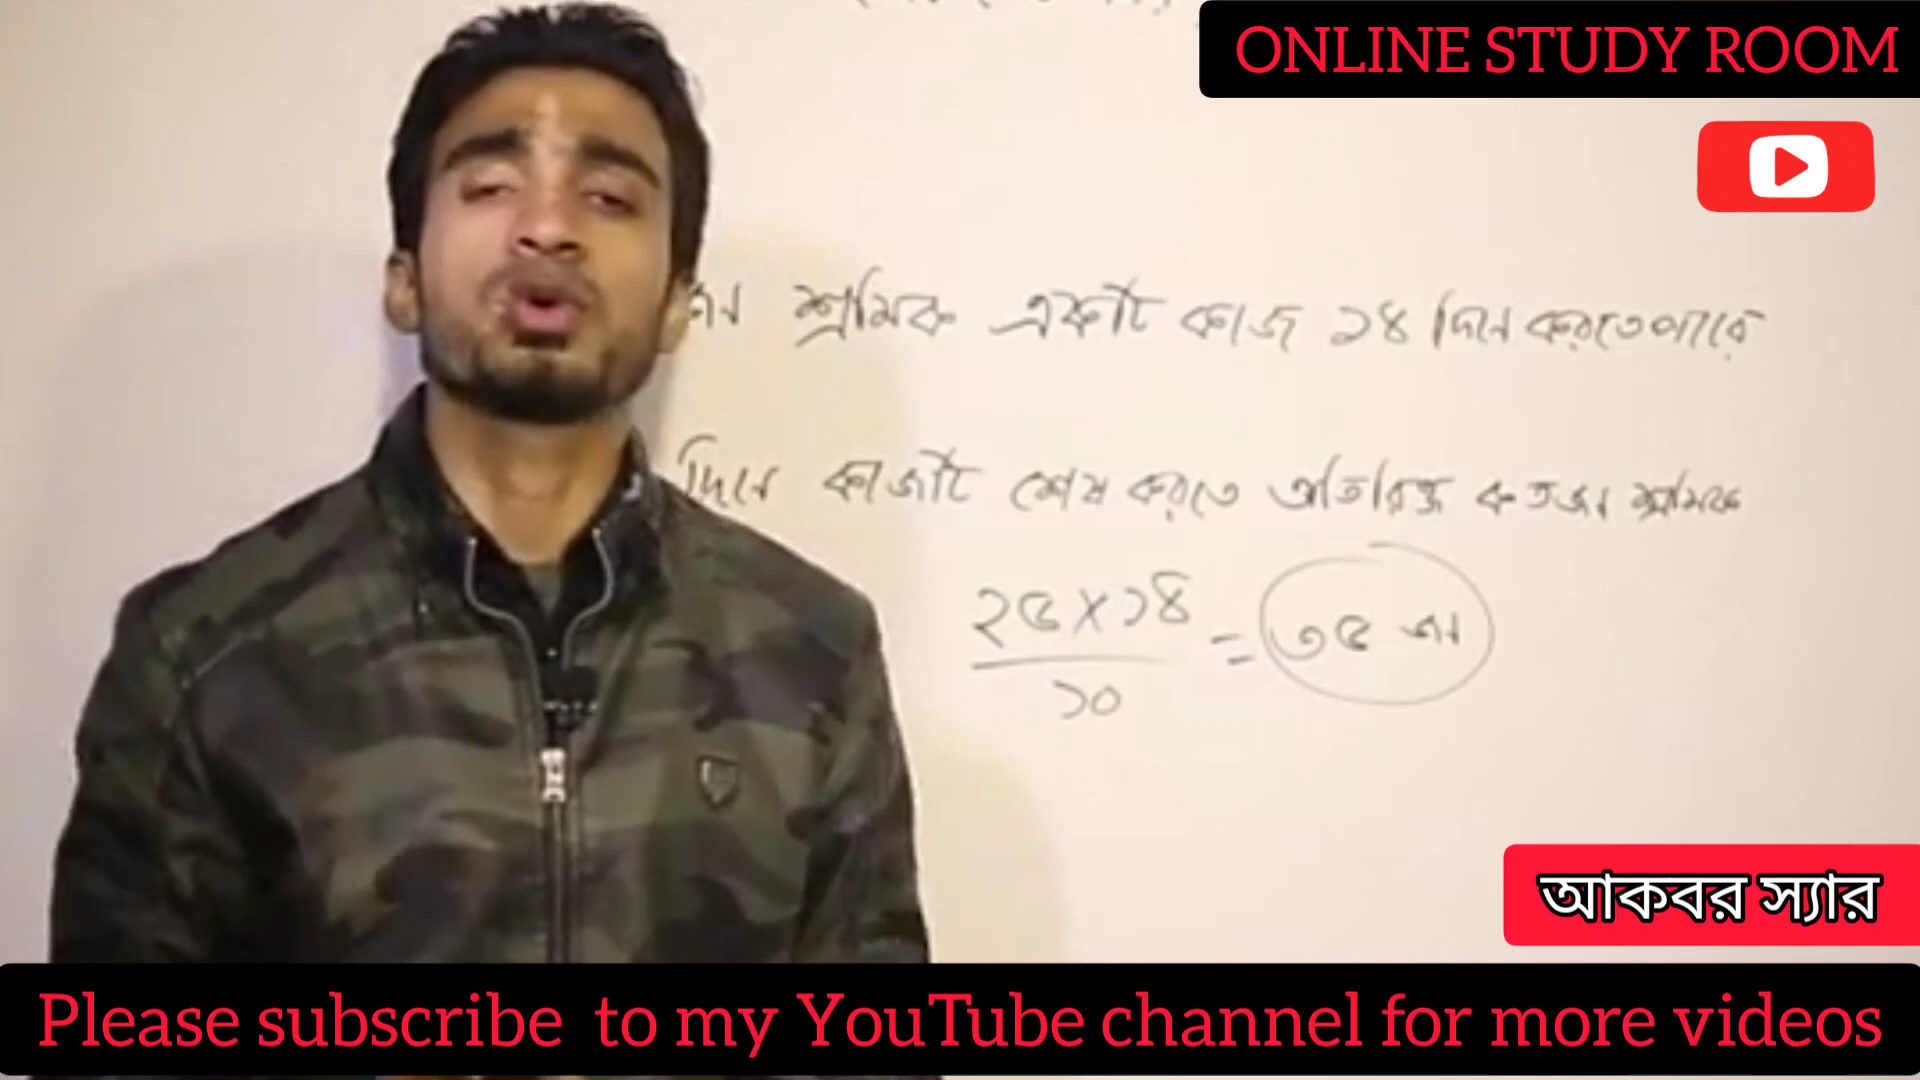 ONLINE STUDY ROOM
জন শ্রমিক একটি কাজ ১৪ দিনে করতে পারে
দিনে কাজটি শেষ করতে অতিরিক্ত কতজন শ্রমিক
২৫×১৪
১০
= ৩৫ জন
আকবর স্যার
Please subscribe to my YouTube channel for more videos